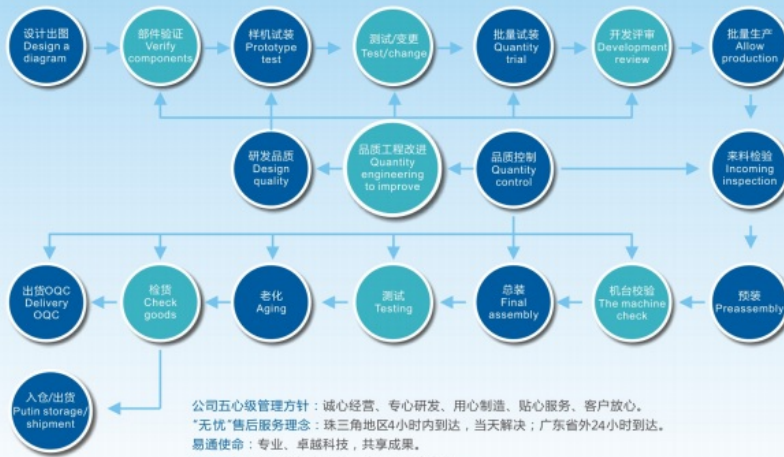 设计出图
Design a
diagram
部件验证
Verify
components
样机试装
Prototype
test
测试/变更
Test/change
批量试装
Quantity
trial
开发评审
Development
review
批量生产
Allow
production
研发品质
Design
quality
品质工程改进
Quantity
engineering
to improve
品质控制
Quantity
control
来料检验
Incoming
inspection
出货OQC
Delivery
OQC
检货
Check
goods
老化
Aging
测试
Testing
总装
Final
assembly
机台校验
The machine
check
预装
Preassembly
入仓/出货
Putin storage/
shipment
公司五心级管理方针：诚心经营、专心研发、用心制造、贴心服务、客户放心。
"无忧"售后服务理念：珠三角地区4小时内到达，当天解决；广东省外24小时到达。
易通使命：专业、卓越科技，共享成果。